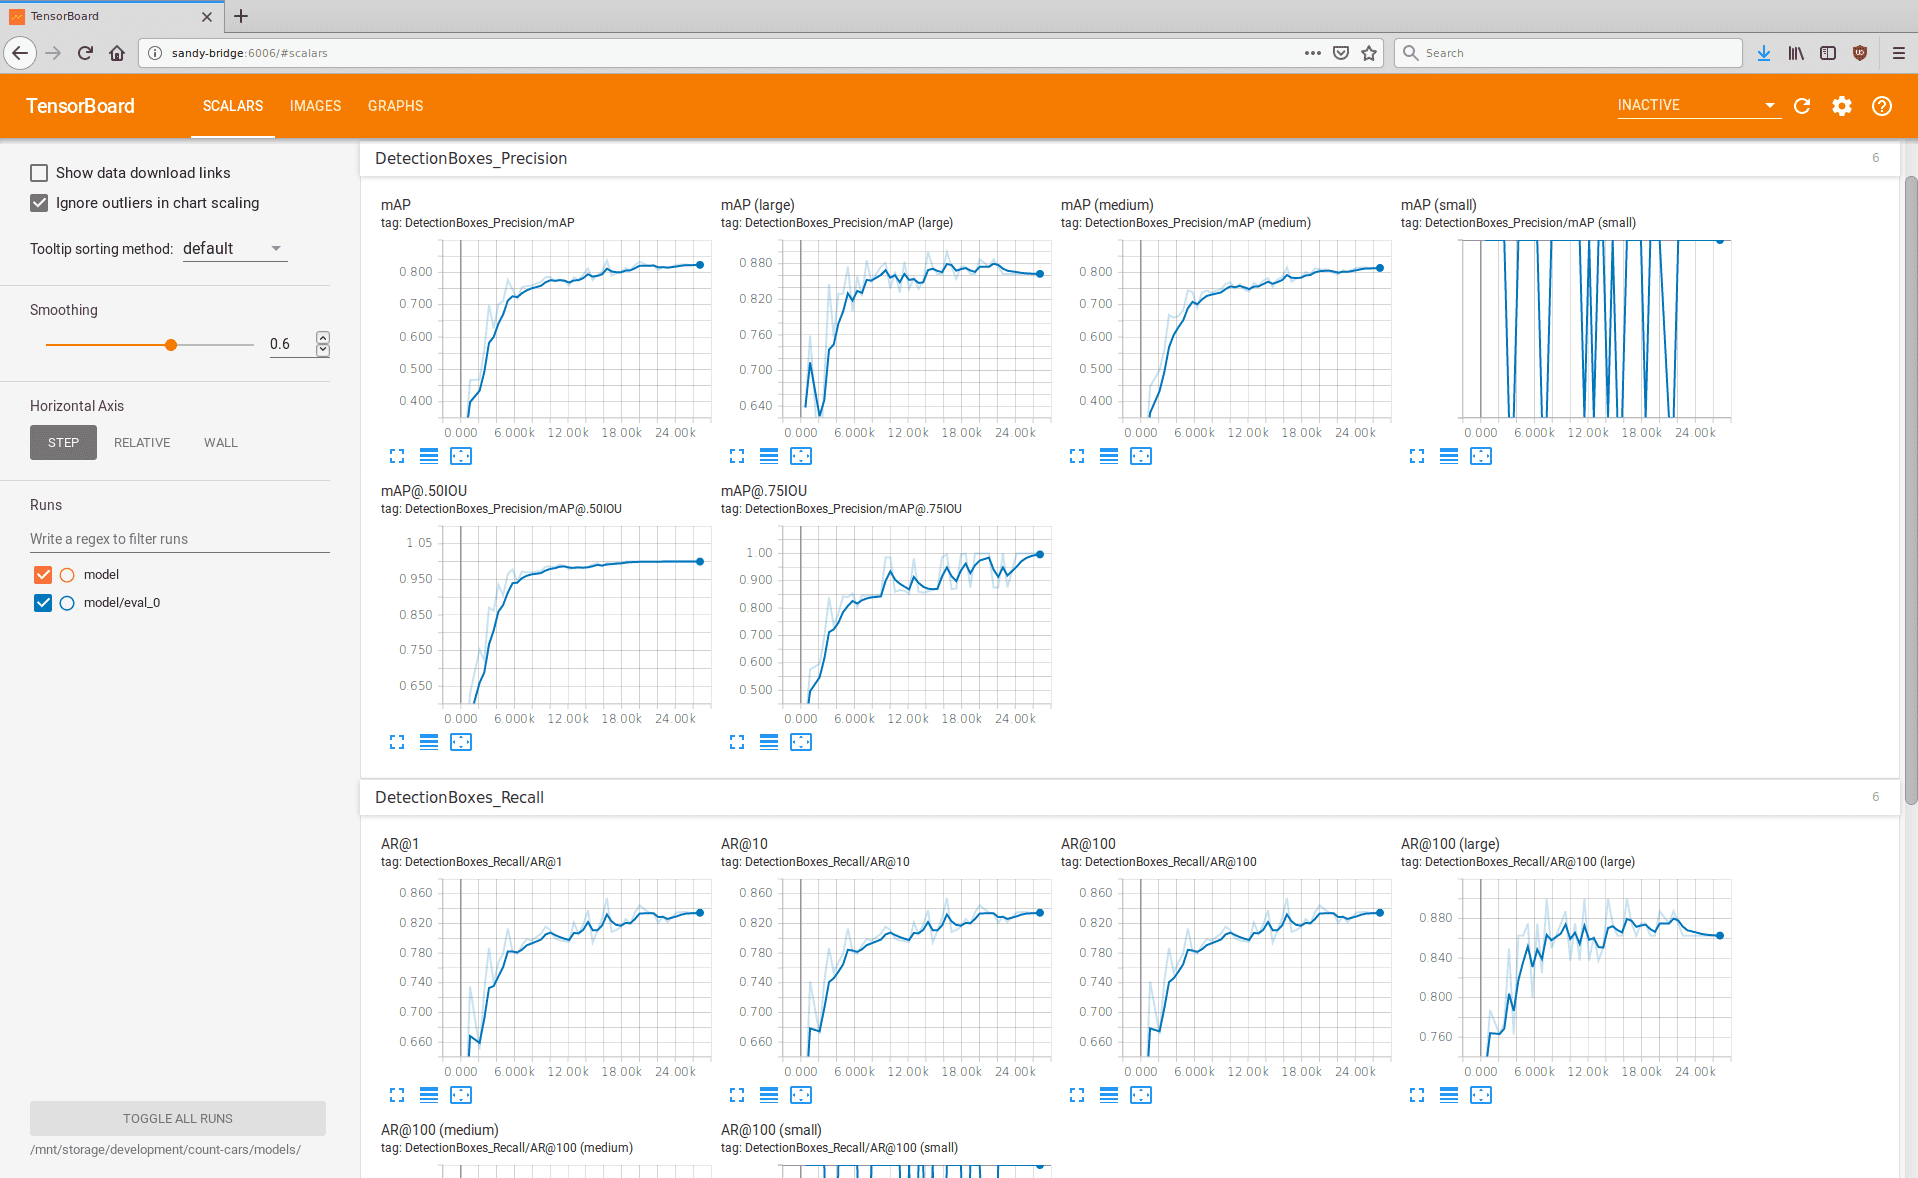 TensorBoard
sandy-bridge:6006/#scalars
Search
TensorBoard
SCALARS IMAGES GRAPHS
INACTIVE
Show data download links
Ignore outliers in chart scaling
Tooltip sorting method: default
Smoothing
0.6
Horizontal Axis
STEP RELATIVE WALL
Runs
Write a regex to filter runs
model
model/eval_0
TOGGLE ALL RUNS
/mnt/storage/development/count-cars/models/
DetectionBoxes_Precision 6
mAP
tag: DetectionBoxes_Precision/mAP
0.800
0.700
0.600
0.500
0.400
0.000 6.000k 12.00k 18.00k 24.00k
mAP (large)
tag: DetectionBoxes_Precision/mAP (large)
0.880
0.820
0.760
0.700
0.640
0.000 6.000k 12.00k 18.00k 24.00k
mAP (medium)
tag: DetectionBoxes_Precision/mAP (medium)
0.800
0.700
0.600
0.500
0.400
0.000 6.000k 12.00k 18.00k 24.00k
mAP (small)
tag: DetectionBoxes_Precision/mAP (small)
0.000 6.000k 12.00k 18.00k 24.00k
mAP@.50IOU
tag: DetectionBoxes_Precision/mAP@.50IOU
1.05
0.950
0.850
0.750
0.650
0.000 6.000k 12.00k 18.00k 24.00k
mAP@.75IOU
tag: DetectionBoxes_Precision/mAP@.75IOU
1.00
0.900
0.800
0.700
0.600
0.500
0.000 6.000k 12.00k 18.00k 24.00k
DetectionBoxes_Recall 6
AR@1
tag: DetectionBoxes_Recall/AR@1
0.860
0.820
0.780
0.740
0.700
0.660
0.000 6.000k 12.00k 18.00k 24.00k
AR@10
tag: DetectionBoxes_Recall/AR@10
0.860
0.820
0.780
0.740
0.700
0.660
0.000 6.000k 12.00k 18.00k 24.00k
AR@100
tag: DetectionBoxes_Recall/AR@100
0.860
0.820
0.780
0.740
0.700
0.660
0.000 6.000k 12.00k 18.00k 24.00k
AR@100 (large)
tag: DetectionBoxes_Recall/AR@100 (large)
0.880
0.840
0.800
0.760
0.000 6.000k 12.00k 18.00k 24.00k
AR@100 (medium)
tag: DetectionBoxes_Recall/AR@100 (medium)
AR@100 (small)
tag: DetectionBoxes_Recall/AR@100 (small)